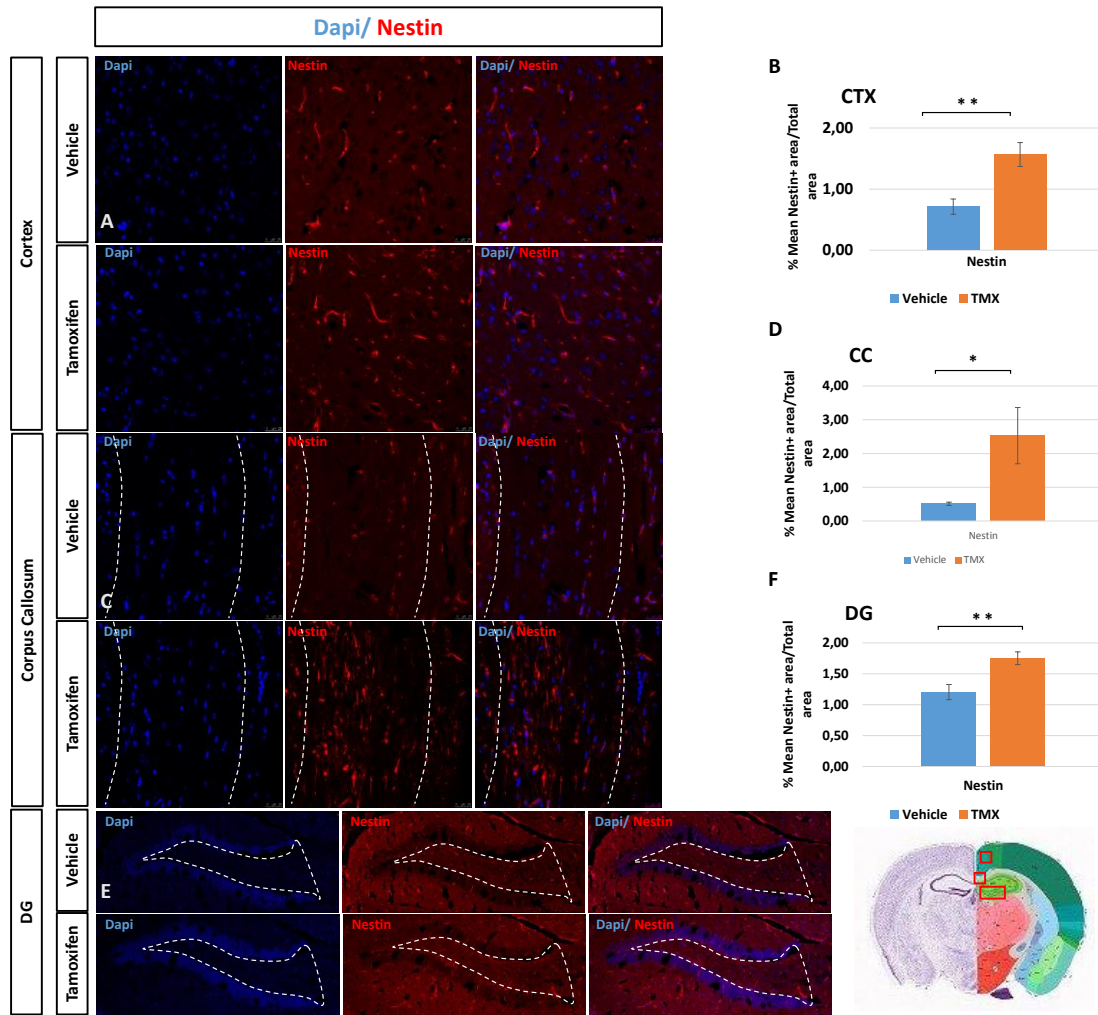 Dapi/ Nestin
Cortex
Vehicle
Dapi
Nestin
Dapi/ Nestin
A
Tamoxifen
Dapi
Nestin
Dapi/ Nestin
Corpus Callosum
Vehicle
Dapi
Nestin
Dapi/ Nestin
C
Tamoxifen
Dapi
Nestin
Dapi/ Nestin
DG
Vehicle
Dapi
Nestin
Dapi/ Nestin
E
Tamoxifen
Dapi
Nestin
Dapi/ Nestin
B
CTX
* *
% Mean Nestin+ area/Total
area
2,00
1,00
0,00
Nestin
Vehicle TMX
D
CC
*
% Mean Nestin+ area/Total
area
4,00
3,00
2,00
1,00
0,00
Nestin
Vehicle TMX
F
DG
* *
% Mean Nestin+ area/Total
area
2,00
1,50
1,00
0,50
0,00
Nestin
Vehicle TMX